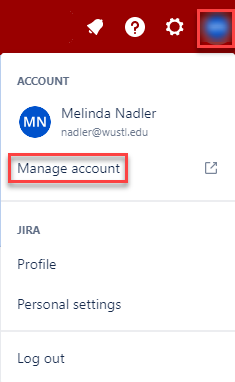 ACCOUNT
MN
Melinda Nadler
nadler@wustl.edu
Manage account
JIRA
Profile
Personal settings
Log out